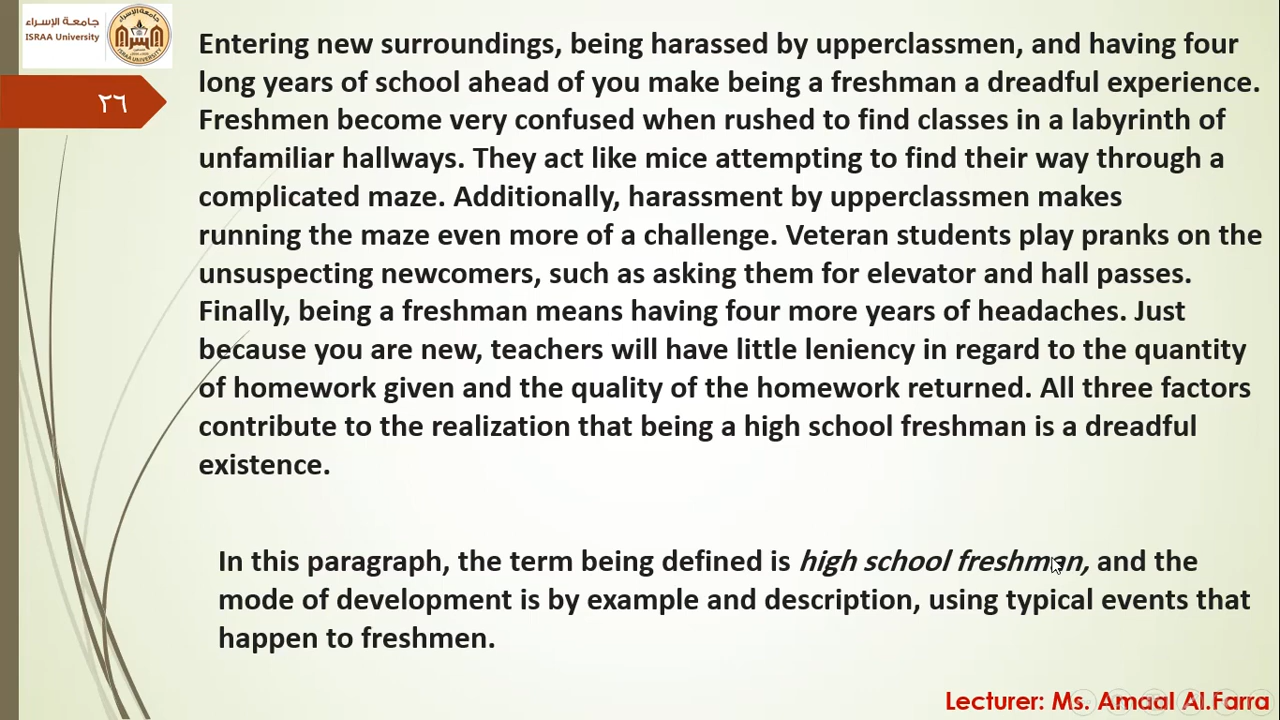 جامعة الإسراء
ISRAA University
٢٦
Entering new surroundings, being harassed by upperclassmen, and having four
long years of school ahead of you make being a freshman a dreadful experience.
Freshmen become very confused when rushed to find classes in a labyrinth of
unfamiliar hallways. They act like mice attempting to find their way through a
complicated maze. Additionally, harassment by upperclassmen makes
running the maze even more of a challenge. Veteran students play pranks on the
unsuspecting newcomers, such as asking them for elevator and hall passes.
Finally, being a freshman means having four more years of headaches. Just
because you are new, teachers will have little leniency in regard to the quantity
of homework given and the quality of the homework returned. All three factors
contribute to the realization that being a high school freshman is a dreadful
existence.
In this paragraph, the term being defined is high school freshman, and the
mode of development is by example and description, using typical events that
happen to freshmen.
Lecturer: Ms. Amaal Al.Farra